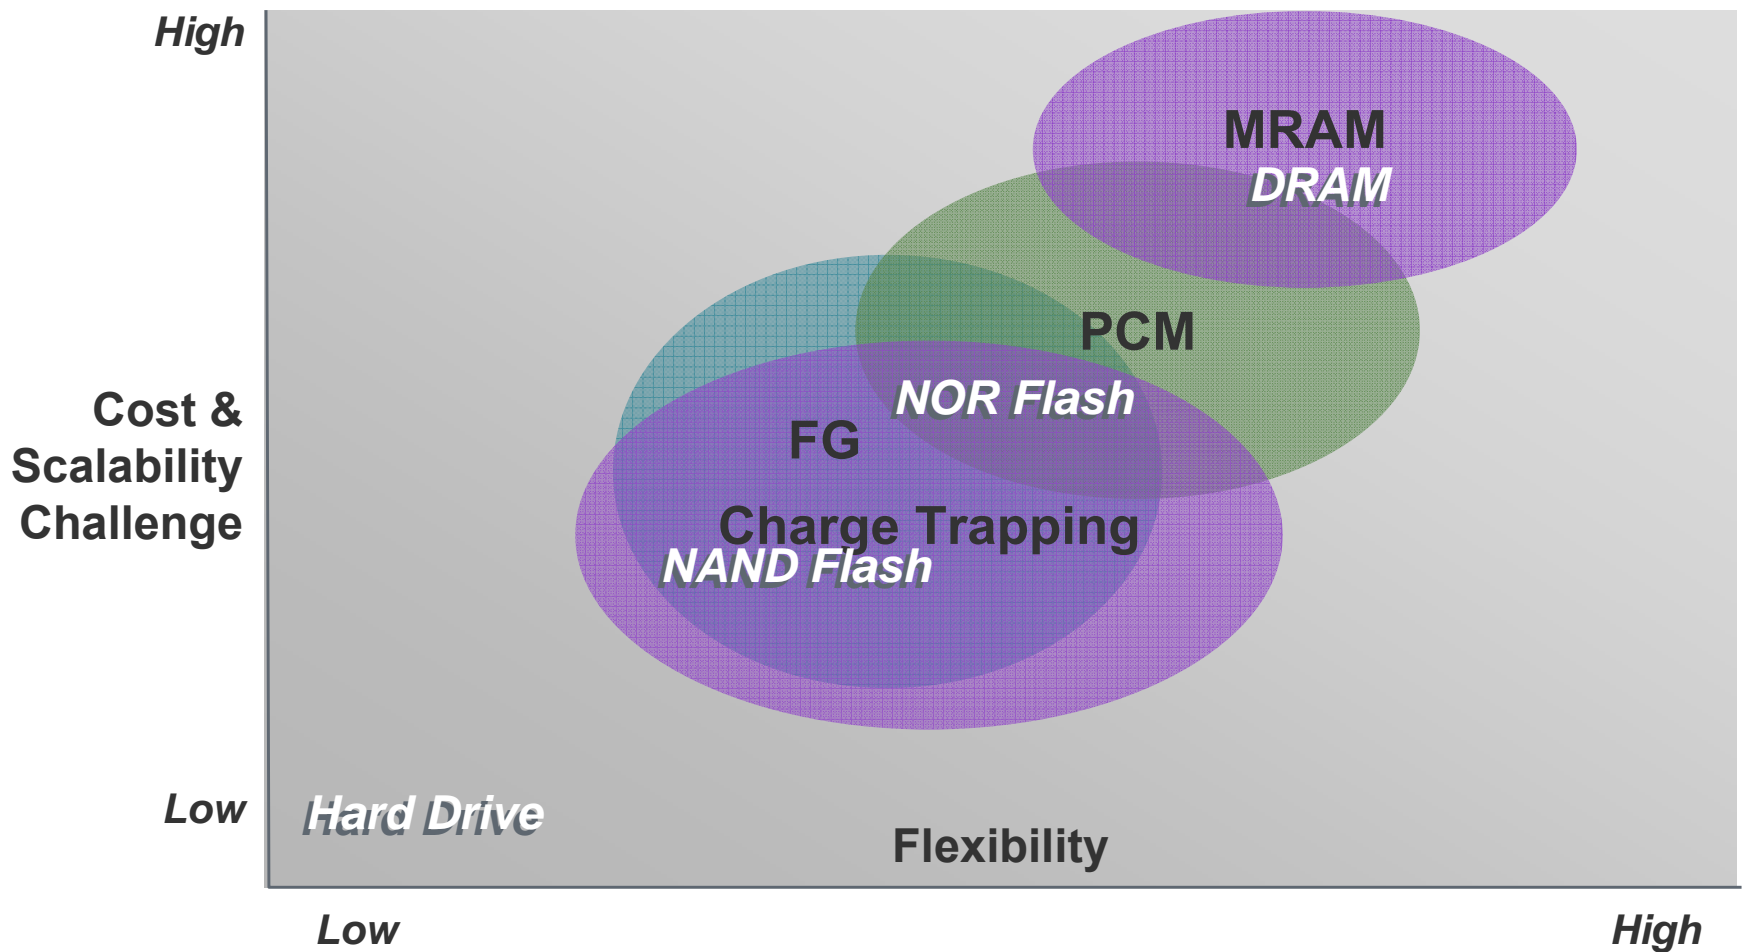 High
MRAM
DRAM
PCM
NOR Flash
Cost &
Scalability
Challenge
FG
Charge Trapping
NAND Flash
Low
Hard Drive
Flexibility
Low
High